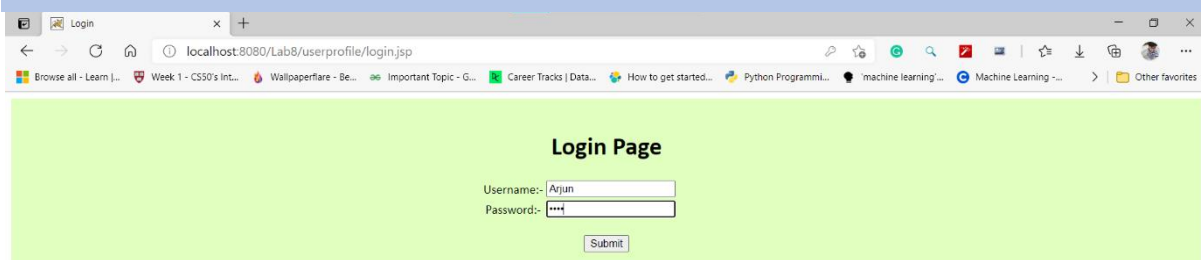 Login
localhost:8080/Lab8/userprofile/login.jsp
Browse all - Learn |... Week 1 - CS50's Int... Wallpaperflare - Be... Important Topic - G... Career Tracks | Data... How to get started... Python Programmi... 'machine learning'... Machine Learning -... Other favorites
Login Page
Username:- Arjun
Password:- ••••
Submit